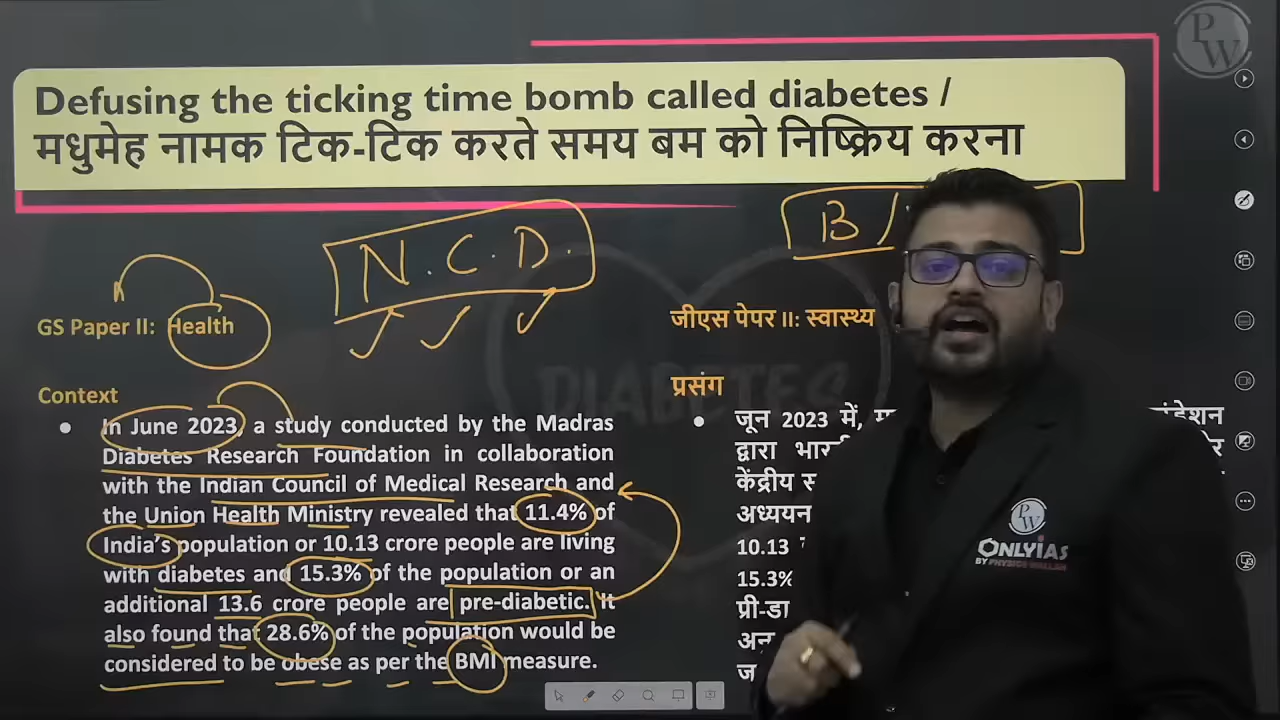 PW
Defusing the ticking time bomb called diabetes /
मधुमेह नामक टिक-टिक करते समय बम को निष्क्रिय करना
N.C.D.
B/
GS Paper II: Health
Context
• In June 2023, a study conducted by the Madras
Diabetes Research Foundation in collaboration
with the Indian Council of Medical Research and
the Union Health Ministry revealed that 11.4% of
India’s population or 10.13 crore people are living
with diabetes and 15.3% of the population or an
additional 13.6 crore people are pre-diabetic. It
also found that 28.6% of the population would be
considered to be obese as per the BMI measure.
जीएस पेपर II: स्वास्थ्य
प्रसंग
• जून 2023 में,
द्वारा
केंद्रीय
अध्ययन
10.13
15.3%
DIABETES
PW
ONLYIAS
BY PHYSICS WALLAH